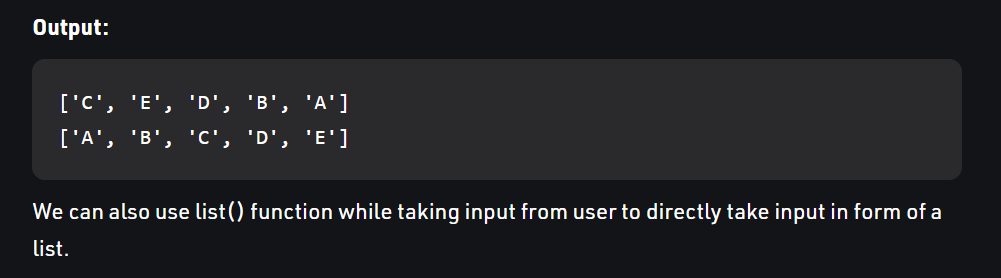 Output:
['C', 'E', 'D', 'B', 'A']
['A', 'B', 'C', 'D', 'E']
We can also use list() function while taking input from user to directly take input in form of a
list.